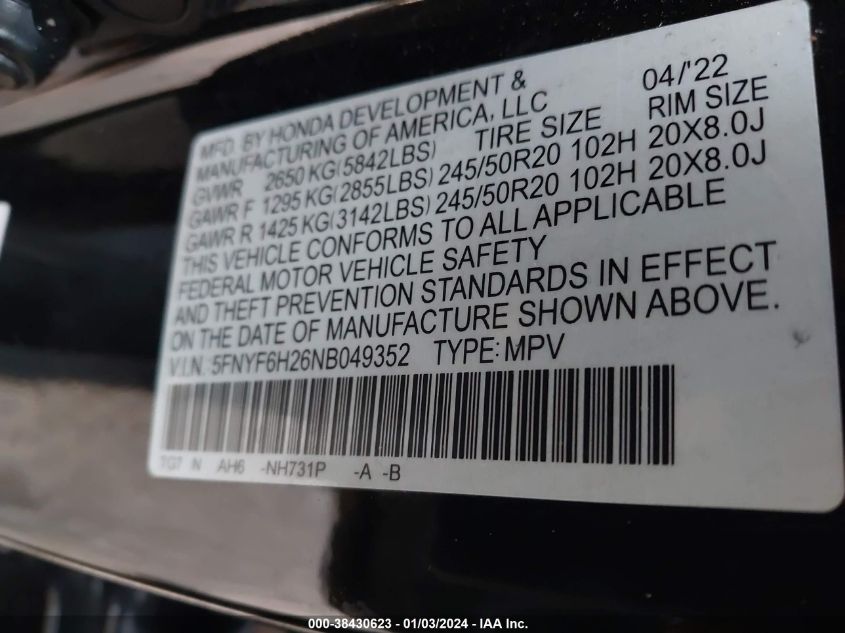 MFD. BY HONDA DEVELOPMENT & 04/'22
MANUFACTURING OF AMERICA, LLC
GVWR 2650 KG(5842LBS) TIRE SIZE RIM SIZE
GAWR F 1295 KG(2855LBS) 245/50R20 102H 20X8.0J
GAWR R 1425 KG(3142LBS) 245/50R20 102H 20X8.0J
THIS VEHICLE CONFORMS TO ALL APPLICABLE
FEDERAL MOTOR VEHICLE SAFETY
AND THEFT PREVENTION STANDARDS IN EFFECT
ON THE DATE OF MANUFACTURE SHOWN ABOVE.
V.I.N. 5FNYF6H26NB049352 TYPE: MPV
TG7 N AH6 -NH731P -A -B
000-38430623 - 01/03/2024 - IAA Inc.